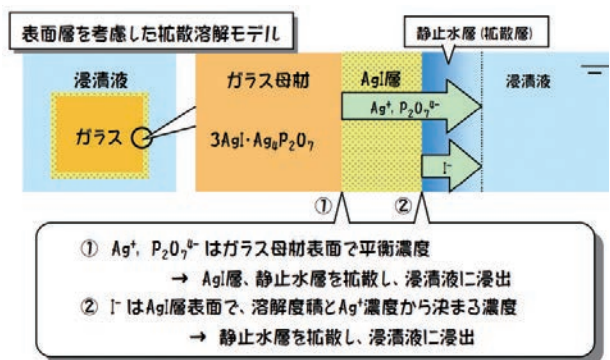 表面層を考慮した拡散溶解モデル
静止水層(拡散層)
浸漬液
ガラス母材
AgI層
浸漬液
ガラス
3AgI·Ag₄P₂O₇
Ag⁺, P₂O₇⁴⁻
I⁻
① ②
① Ag⁺, P₂O₇⁴⁻はガラス母材表面で平衡濃度
→ AgI層、静止水層を拡散し、浸漬液に浸出
② I⁻はAgI層表面で、溶解度積とAg⁺濃度から決まる濃度
→ 静止水層を拡散し、浸漬液に浸出